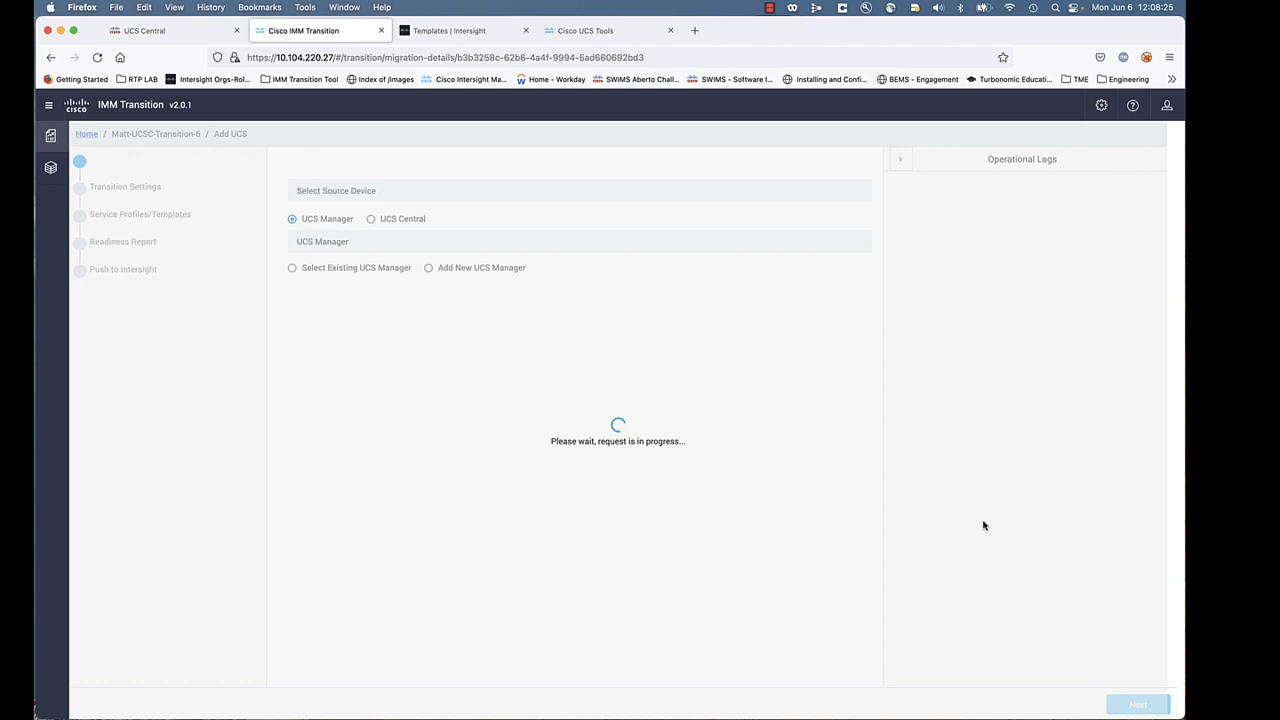 Firefox File Edit View History Bookmarks Tools Window Help Mon Jun 6 12:08:25
UCS Central Cisco IMM Transition Templates | Intersight Cisco UCS Tools
https://10.104.220.27/#/transition/migration-details/b3b3258c-62b6-4a4f-9994-5ad660692bd3
Getting Started RTP LAB Intersight Orgs-Rol... IMM Transition Tool Index of /images Cisco Intersight Ma... Home - Workday SWIMS Aberto Chall... SWIMS - Software I... Installing and Confi... BEMS - Engagement Turbonomic Educati... TME Engineering
CISCO IMM Transition v2.0.1
Home / Matt-UCSC-Transition-6 / Add UCS
Operational Logs
Transition Settings
Service Profiles/Templates
Readiness Report
Push to Intersight
Select Source Device
UCS Manager UCS Central
UCS Manager
Select Existing UCS Manager Add New UCS Manager
Please wait, request is in progress...
Next